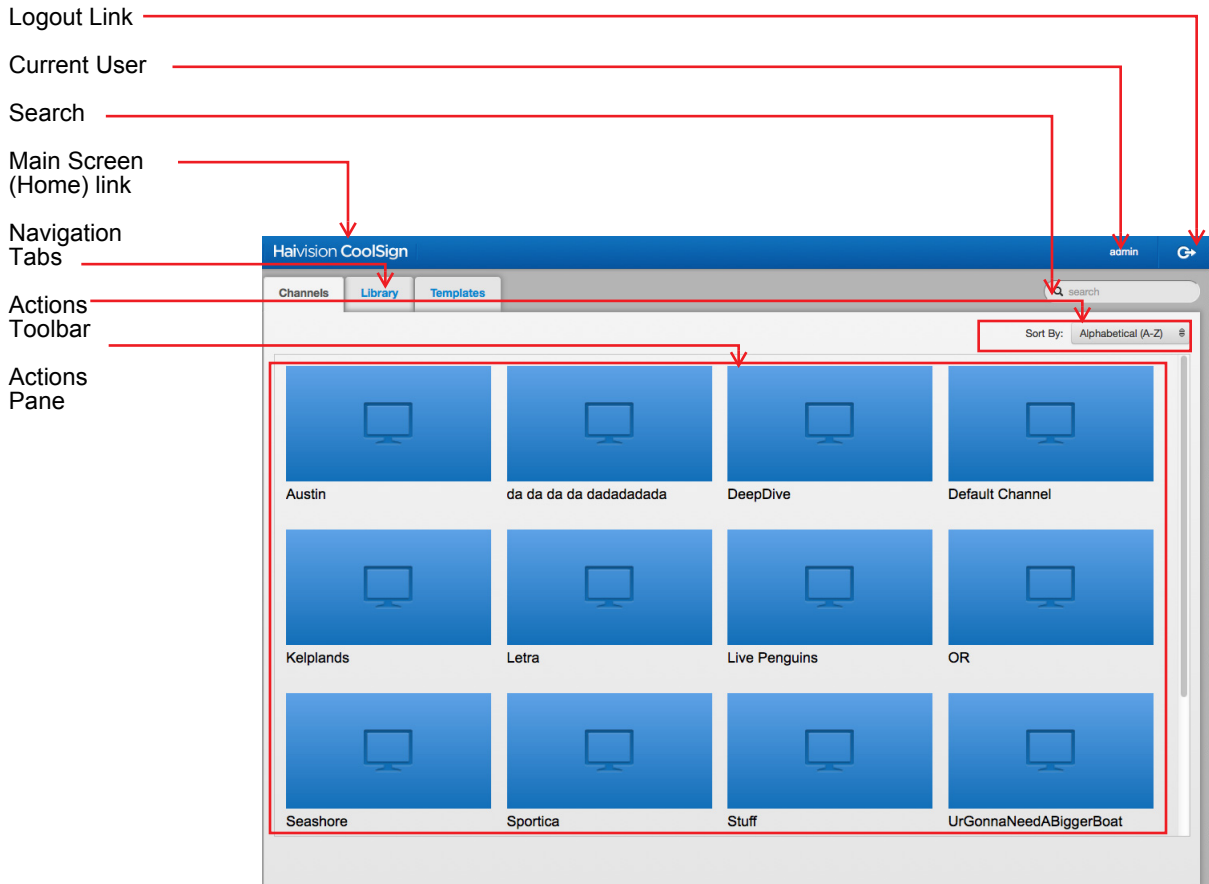 Logout Link
Current User
Search
Main Screen
(Home) link
Navigation
Tabs
Actions
Toolbar
Actions
Pane
Haivision CoolSign
admin
Channels
Library
Templates
search
Sort By:
Alphabetical (A-Z)
Austin
da da da da dadadadada
DeepDive
Default Channel
Kelplands
Letra
Live Penguins
OR
Seashore
Sportica
Stuff
UrGonnaNeedABiggerBoat